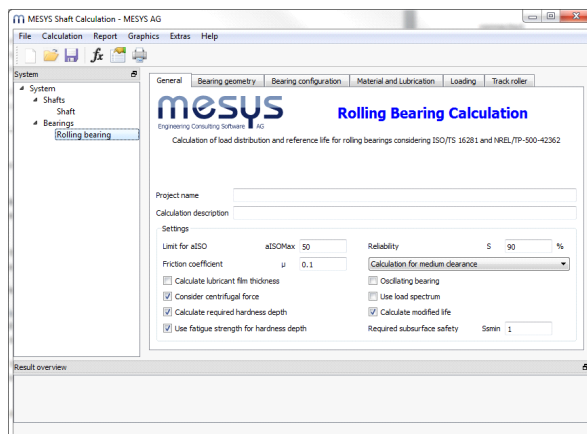 MESYS Shaft Calculation - MESYS AG
File Calculation Report Graphics Extras Help
fx
System
System
Shafts
Shaft
Bearings
Rolling bearing
General Bearing geometry Bearing configuration Material and Lubrication Loading Track roller
mesys
Engineering Consulting Software AG
Rolling Bearing Calculation
Calculation of load distribution and reference life for rolling bearings considering ISO/TS 16281 and NREL/TP-500-42362
Project name
Calculation description
Settings
Limit for aISO aISOMax 50 Reliability S 90 %
Friction coefficient μ 0.1 Calculation for medium clearance
Calculate lubricant film thickness Oscillating bearing
Consider centrifugal force Use load spectrum
Calculate required hardness depth Calculate modified life
Use fatigue strength for hardness depth Required subsurface safety Ssmin 1
Result overview